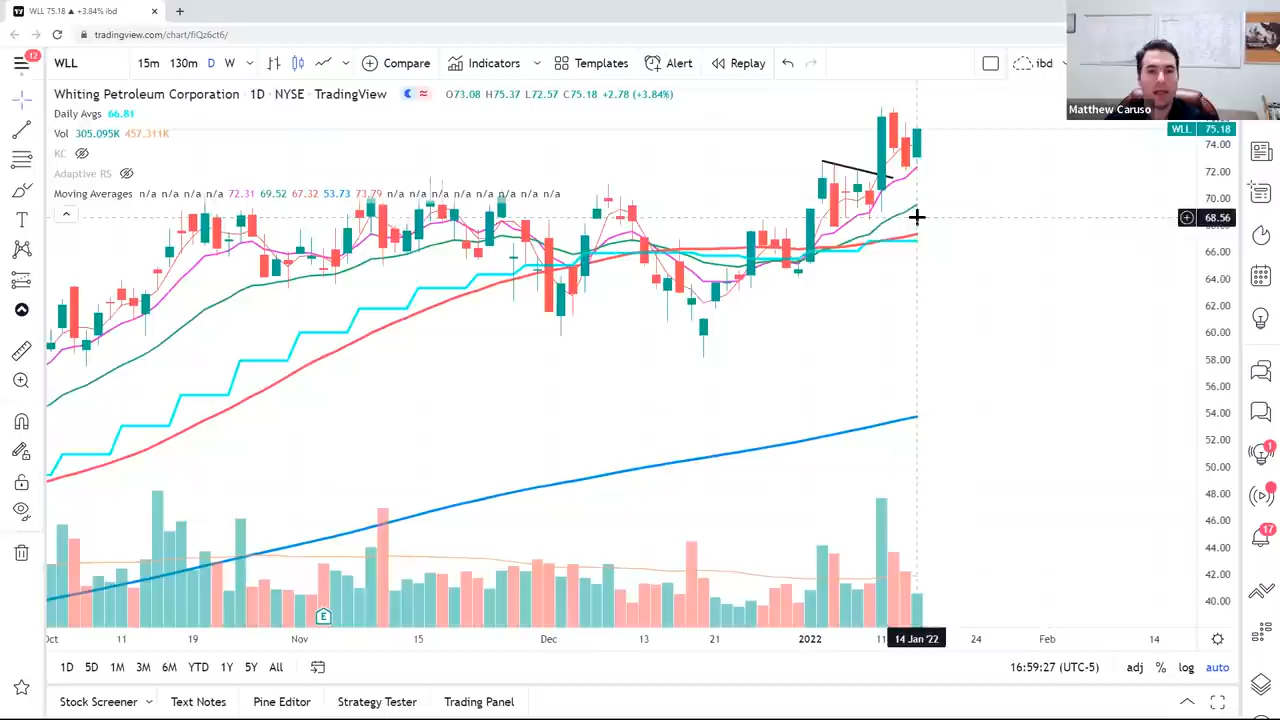 WLL 75.18 ▲ +3.84% ibd
tradingview.com/chart/fiQz6ct6/
12
WLL
15m 130m D W
Compare
Indicators
Templates
Alert
Replay
ibd
Matthew Caruso
Whiting Petroleum Corporation · 1D · NYSE · TradingView
O73.08 H75.37 L72.57 C75.18 +2.78 (+3.84%)
Daily Avgs 66.81
Vol 305.095K 457.311K
KC
Adaptive RS
Moving Averages n/a n/a n/a n/a n/a 72.31 69.52 67.32 53.73 73.79 n/a n/a n/a n/a n/a
WLL 75.18
74.00
72.00
70.00
68.56
66.00
64.00
62.00
60.00
58.00
56.00
54.00
52.00
50.00
48.00
46.00
44.00
42.00
40.00
1
17
E
Oct 11 19 Nov 15 Dec 13 21 2022 11 14 Jan '22 24 Feb 14
1D 5D 1M 3M 6M YTD 1Y 5Y All
16:59:27 (UTC-5) adj % log auto
Stock Screener Text Notes Pine Editor Strategy Tester Trading Panel